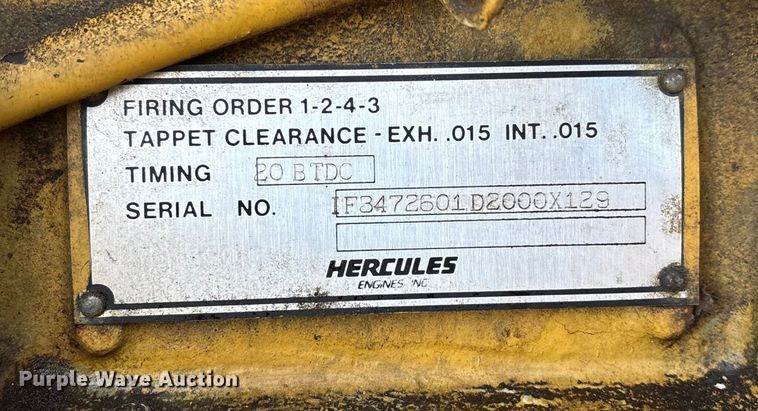 FIRING ORDER 1-2-4-3
TAPPET CLEARANCE - EXH. .015 INT. .015
TIMING 20 BTDC
SERIAL NO. IF3472601D2000X129
HERCULES
ENGINES, INC.
Purple Wave Auction